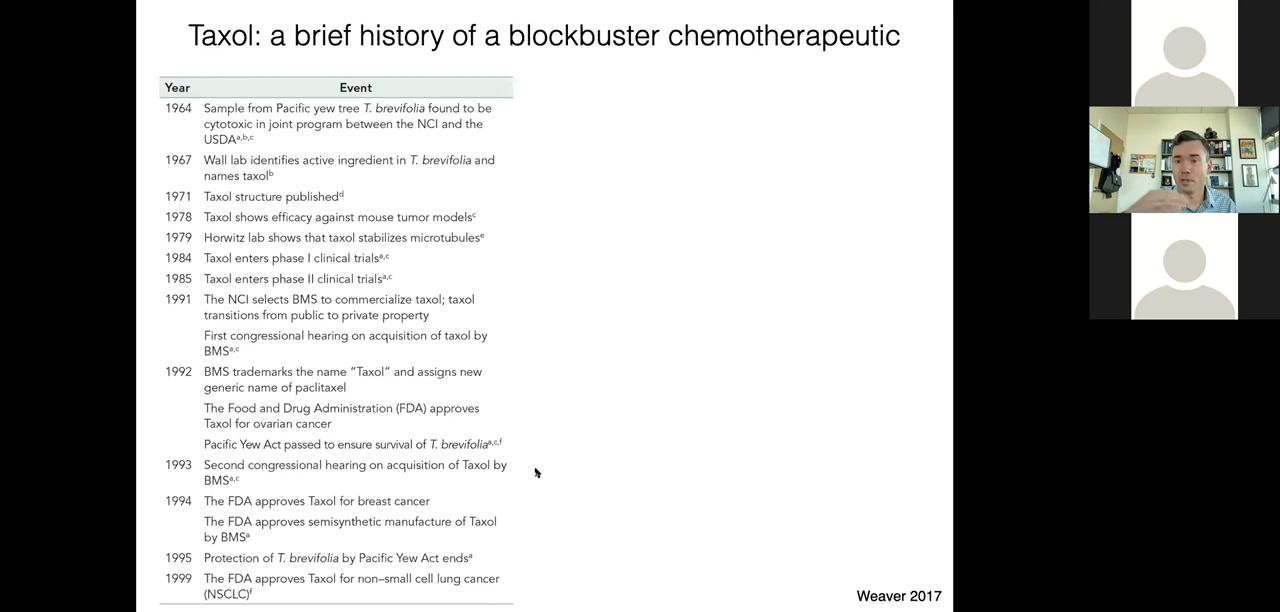 Taxol: a brief history of a blockbuster chemotherapeutic
Year Event
1964 Sample from Pacific yew tree T. brevifolia found to be
cytotoxic in joint program between the NCI and the
USDAa,b,c
1967 Wall lab identifies active ingredient in T. brevifolia and
names taxolb
1971 Taxol structure publishedd
1978 Taxol shows efficacy against mouse tumor modelsc
1979 Horwitz lab shows that taxol stabilizes microtubulese
1984 Taxol enters phase I clinical trialsa,c
1985 Taxol enters phase II clinical trialsa,c
1991 The NCI selects BMS to commercialize taxol; taxol
transitions from public to private property
First congressional hearing on acquisition of taxol by
BMSa,c
1992 BMS trademarks the name “Taxol” and assigns new
generic name of paclitaxel
The Food and Drug Administration (FDA) approves
Taxol for ovarian cancer
Pacific Yew Act passed to ensure survival of T. brevifoliaa,c,f
1993 Second congressional hearing on acquisition of Taxol by
BMSa,c
1994 The FDA approves Taxol for breast cancer
The FDA approves semisynthetic manufacture of Taxol
by BMSa
1995 Protection of T. brevifolia by Pacific Yew Act endsa
1999 The FDA approves Taxol for non–small cell lung cancer
(NSCLC)f
Weaver 2017